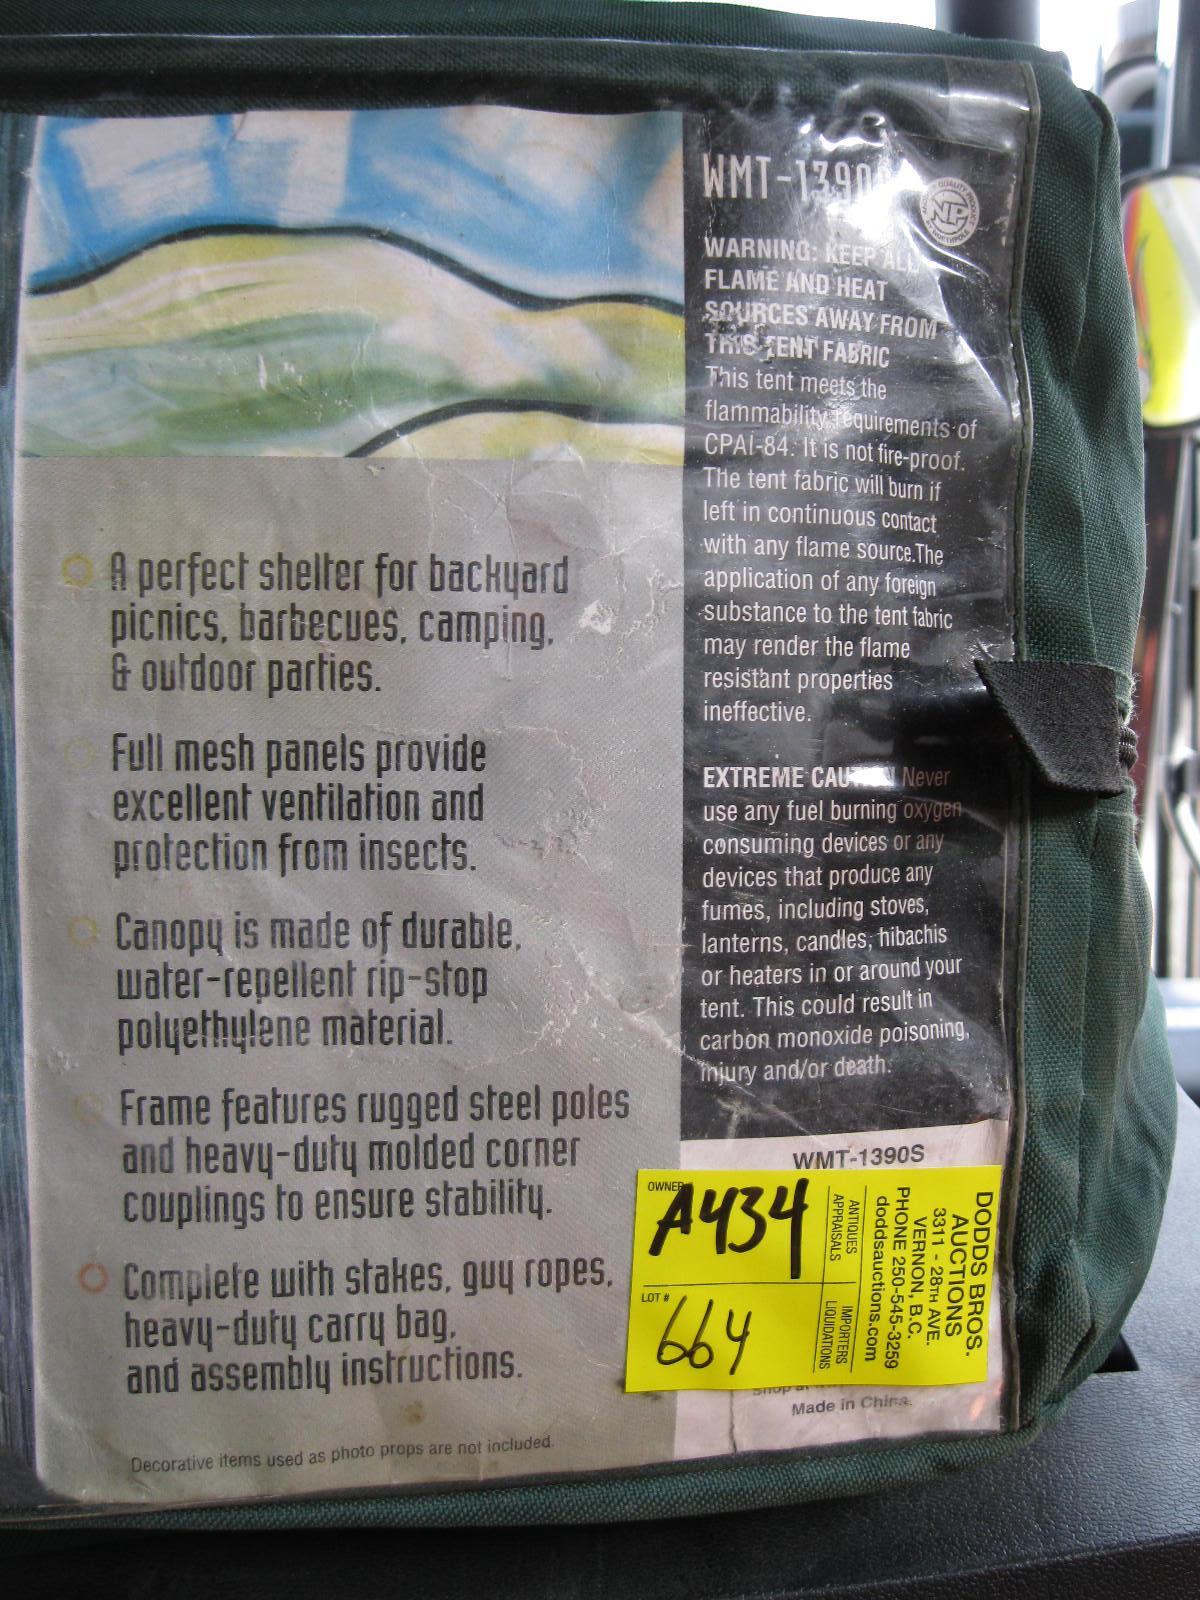 A perfect shelter for backyard
picnics, barbecues, camping,
& outdoor parties.
Full mesh panels provide
excellent ventilation and
protection from insects.
Canopy is made of durable,
water-repellent rip-stop
polyethylene material.
Frame features rugged steel poles
and heavy-duty molded corner
couplings to ensure stability.
Complete with stakes, guy ropes,
heavy-duty carry bag,
and assembly instructions.
Decorative items used as photo props are not included.
WMT-1390
WARNING: KEEP ALL
FLAME AND HEAT
SOURCES AWAY FROM
THIS TENT FABRIC
This tent meets the
flammability requirements of
CPAI-84. It is not fire-proof.
The tent fabric will burn if
left in continuous contact
with any flame source.The
application of any foreign
substance to the tent fabric
may render the flame
resistant properties
ineffective.
EXTREME Never
use any fuel burning oxygen
consuming devices or any
devices that produce any
fumes, including stoves,
lanterns, candles, hibachis
or heaters in or around your
tent. This could result in
carbon monoxide poisoning,
injury and/or death.
WMT-1390S
OWNER
A434
LOT #
664
ANTIQUES
APPRAISALS
IMPORTERS
LIQUIDATIONS
DODDS BROS.
AUCTIONS
3311 - 28TH AVE.
VERNON, B.C.
PHONE 250-545-3259
doddsauctions.com
Shop at
Made in China.